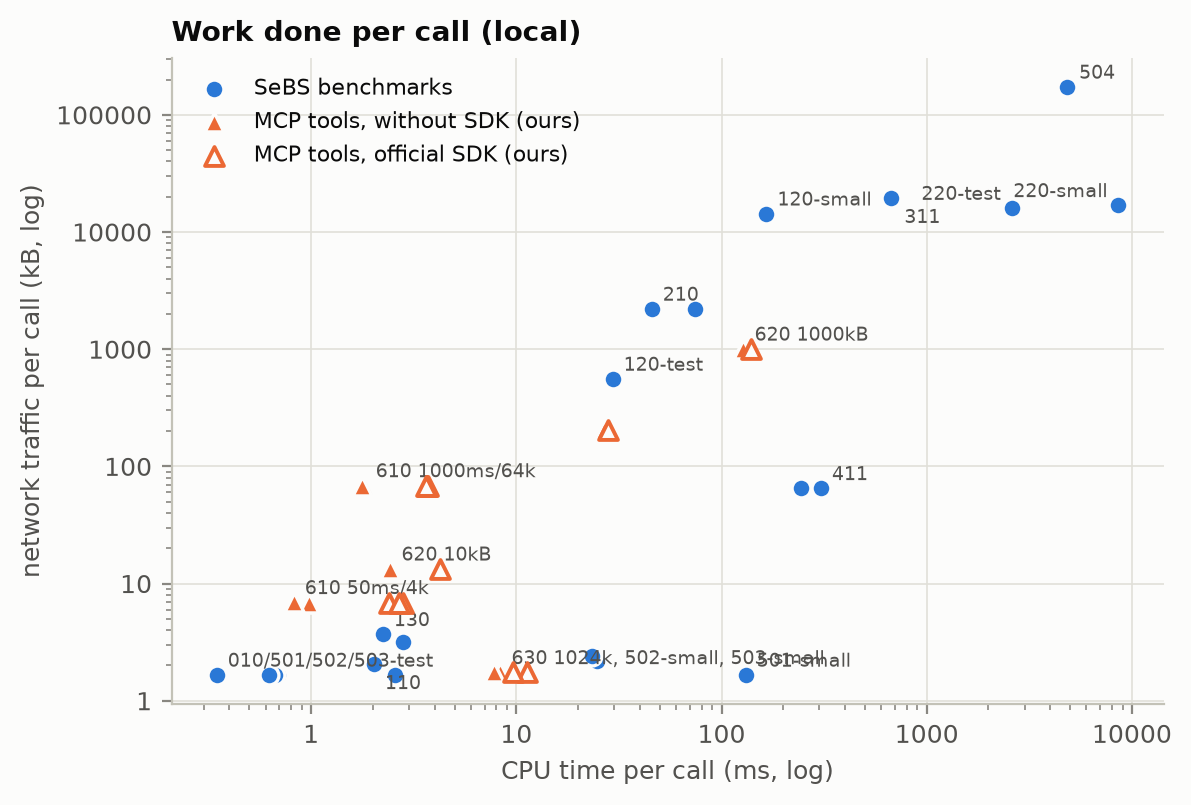 Work done per call (local)
SeBS benchmarks
MCP tools, without SDK (ours)
MCP tools, official SDK (ours)
504
120-small
220-test
220-small
311
210
620 1000kB
120-test
610 1000ms/64k
411
620 10kB
610 50ms/4k
130
010/501/502/503-test
630 1024k, 502-small, 503-small
501-small
110
100000
10000
1000
100
10
1
1
10
100
1000
10000
network traffic per call (kB, log)
CPU time per call (ms, log)